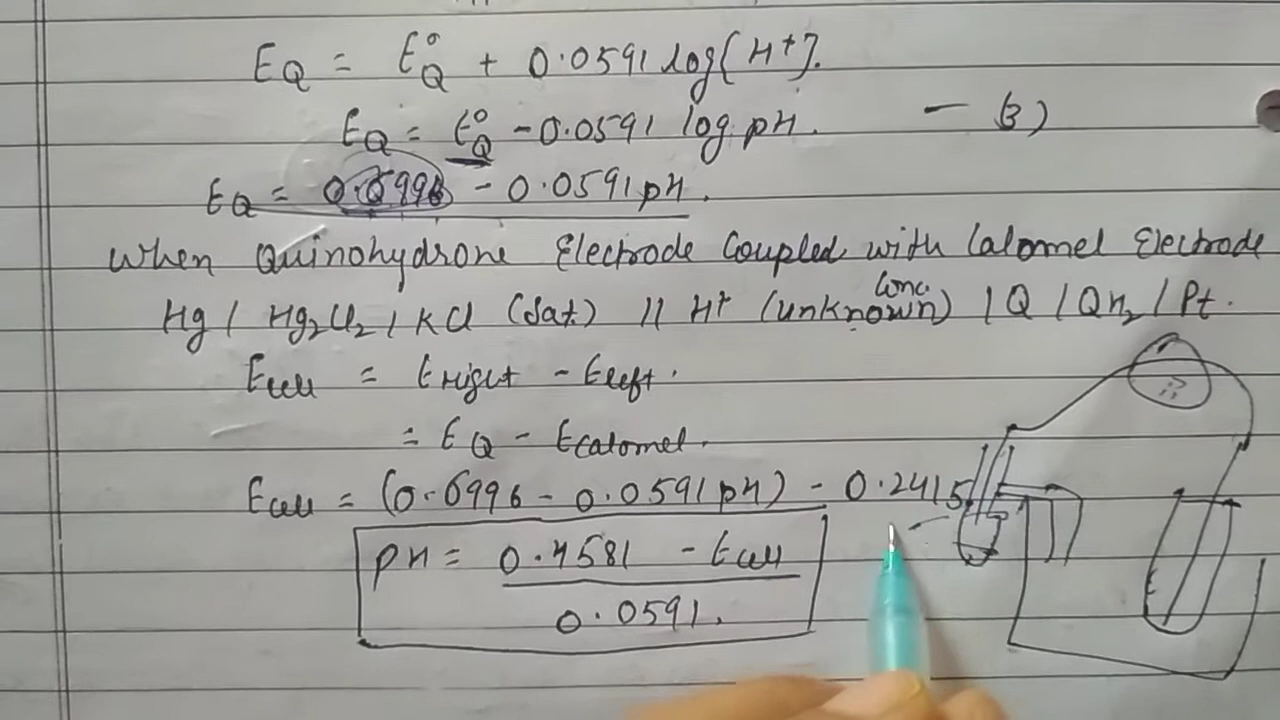 EQ = E°Q + 0.0591 log[H+].
EQ = E°Q - 0.0591 log pH. — (3)
EQ = 0.6996 - 0.0591 pH.
When Quinohydrone Electrode Coupled with Calomel Electrode
Hg / Hg2Cl2 / KCl (Sat.) // H+ (unknown) conc. / Q / QH2 / Pt.
Ecell = Eright - Eleft.
= EQ - Ecalomel.
Ecell = (0.6996 - 0.0591 pH) - 0.2415
pH = 0.4581 - Ecell
0.0591.